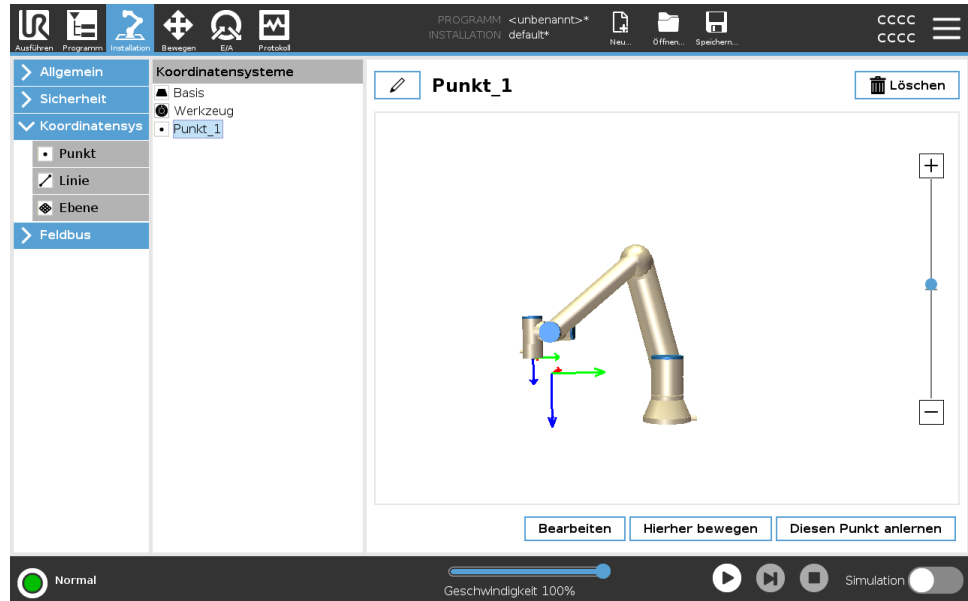 UR
PROGRAMM <unbenannt>*
INSTALLATION default*
CCCC
CCCC
Ausführen Programm Installation Bewegen E/A Protokoll Neu... Öffnen... Speichern...
Allgemein
Sicherheit
Koordinatensys
Punkt
Linie
Ebene
Feldbus
Koordinatensysteme
Basis
Werkzeug
Punkt_1
Punkt_1
Löschen
Bearbeiten Hierher bewegen Diesen Punkt anlernen
Normal
Geschwindigkeit 100%
Simulation